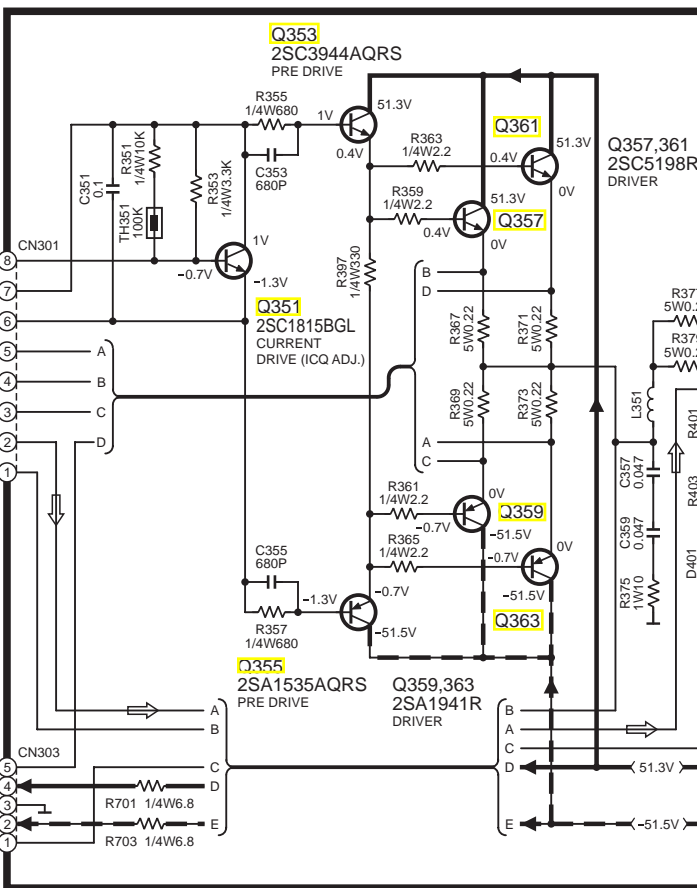 Q353
2SC3944AQRS
PRE DRIVE
R355
1/4W680
1V
51.3V
0.4V
C353
680P
C351
0.1
R351
1/4W10K
TH351
100K
R353
1/4W3.3K
R363
1/4W2.2
0.4V
Q361
51.3V
0V
Q357,361
2SC5198R
DRIVER
R359
1/4W2.2
0.4V
51.3V
Q357
0V
CN301
8
7
6
5
4
3
2
1
1V
−0.7V
−1.3V
Q351
2SC1815BGL
CURRENT
DRIVE (ICQ ADJ.)
R397
1/4W330
A
B
C
D
B
D
A
C
R367
5W0.22
R371
5W0.22
R369
5W0.22
R373
5W0.22
L351
R377
5W0.2
R379
5W0.2
R401
R403
D401
C357
0.047
C359
0.047
R375
1W10
R361
1/4W2.2
−0.7V
0V
Q359
−51.5V
R365
1/4W2.2
−0.7V
0V
−51.5V
Q363
C355
680P
R357
1/4W680
−1.3V
−0.7V
−51.5V
Q355
2SA1535AQRS
PRE DRIVE
Q359,363
2SA1941R
DRIVER
CN303
5
4
3
2
1
R701 1/4W6.8
R703 1/4W6.8
A
B
C
D
E
B
A
C
D
E
51.3V
−51.5V